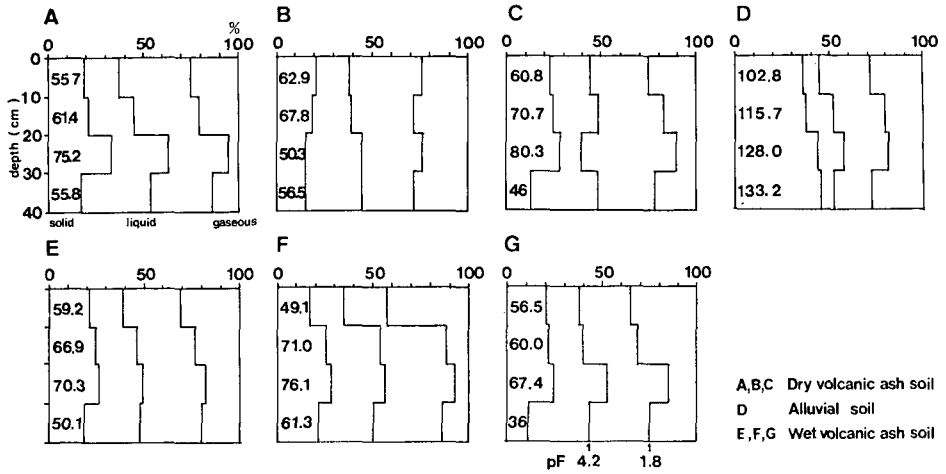 A B C D
%
0 50 100 0 50 100 0 50 100 0 50 100
0 557 62.9 60.8 102.8
10 614 67.8 70.7 115.7
depth (cm)
20 75.2 50.3 80.3 128.0
30 55.8 56.5 46 133.2
40
solid liquid gaseous
E F G
0 50 100 0 50 100 0 50 100
59.2 49.1 56.5
66.9 71.0 60.0
70.3 76.1 67.4
50.1 61.3 36
pF 4.2 1.8
A,B,C Dry volcanic ash soil
D Alluvial soil
E,F,G Wet volcanic ash soil